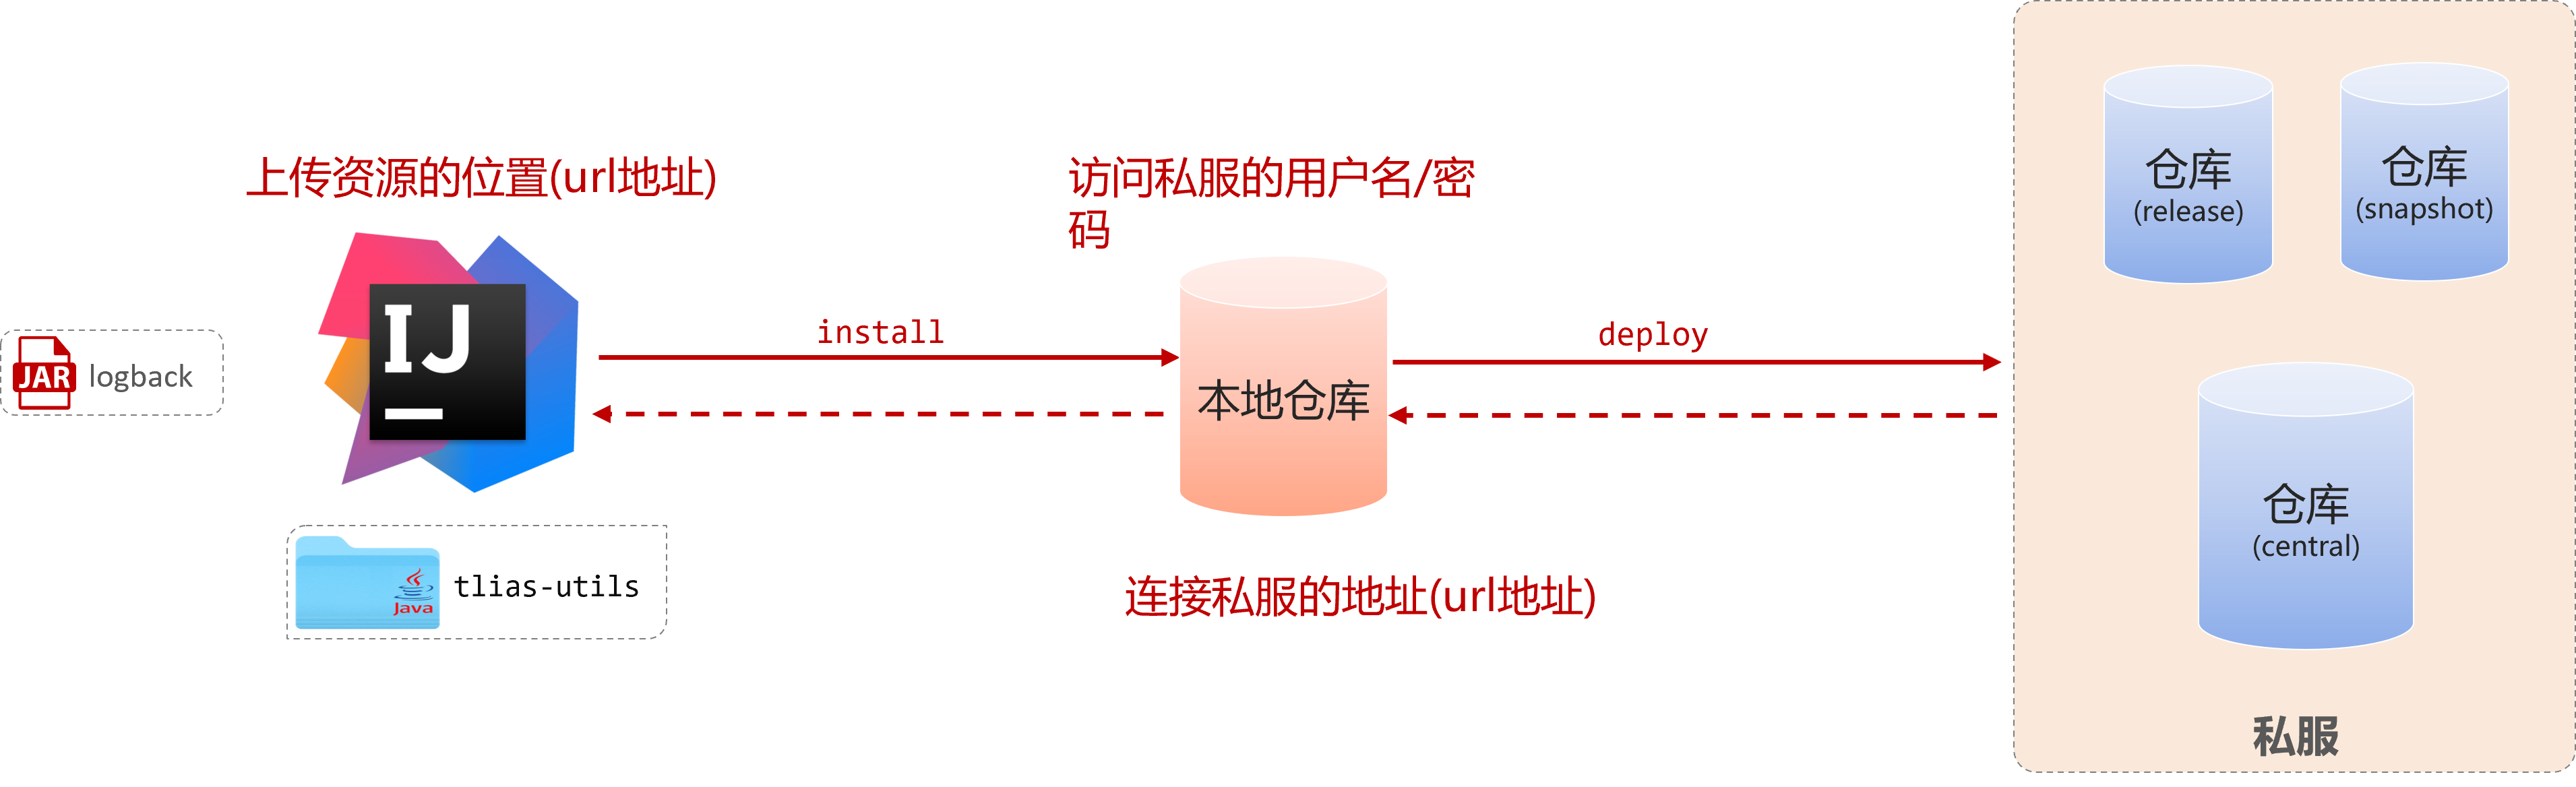 上传资源的位置(url地址)
访问私服的用户名/密
码
IJ
JAR
logback
install
deploy
本地仓库
Java
tlias-utils
连接私服的地址(url地址)
仓库
(release)
仓库
(snapshot)
仓库
(central)
私服